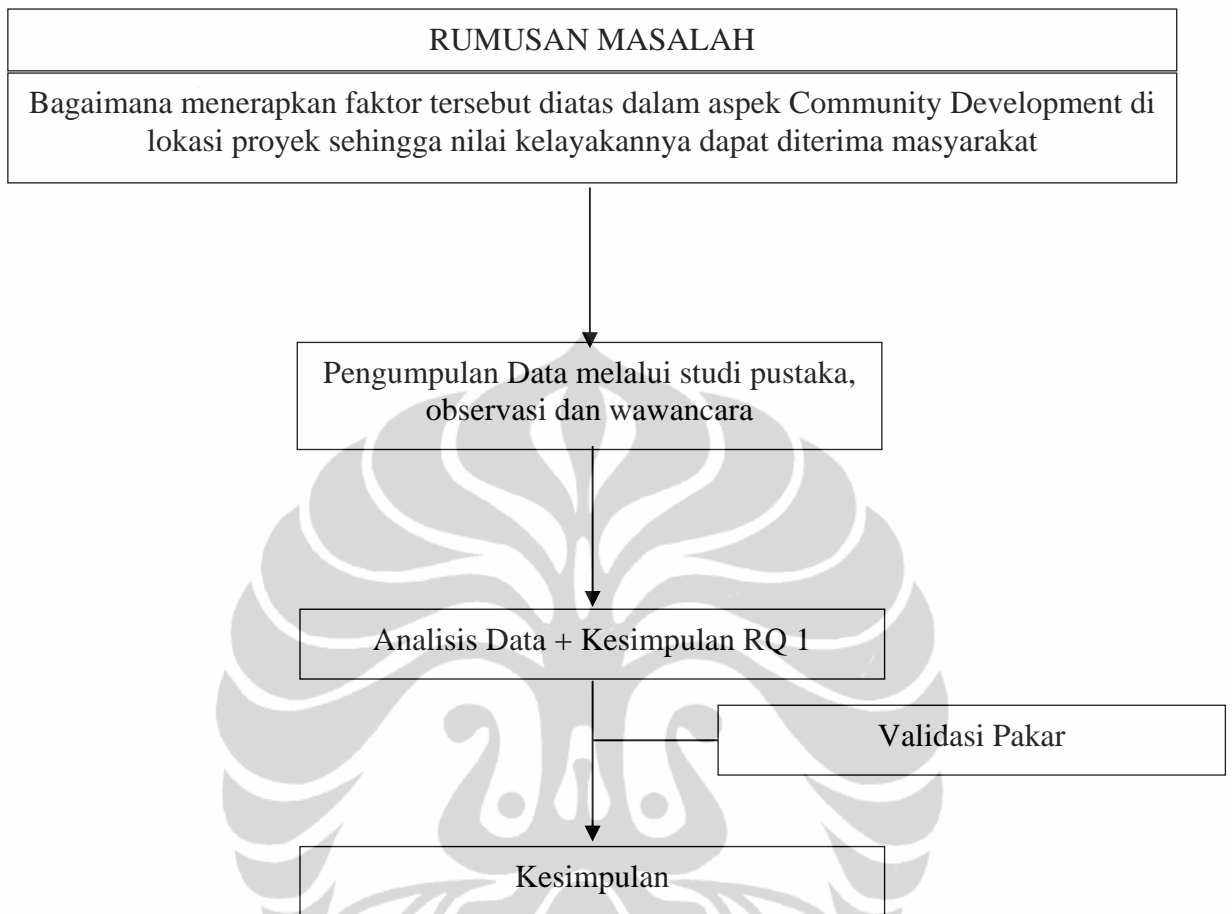 RUMUSAN MASALAH
Bagaimana menerapkan faktor tersebut diatas dalam aspek Community Development di
lokasi proyek sehingga nilai kelayakannya dapat diterima masyarakat
Pengumpulan Data melalui studi pustaka,
observasi dan wawancara
Analisis Data + Kesimpulan RQ 1
Validasi Pakar
Kesimpulan